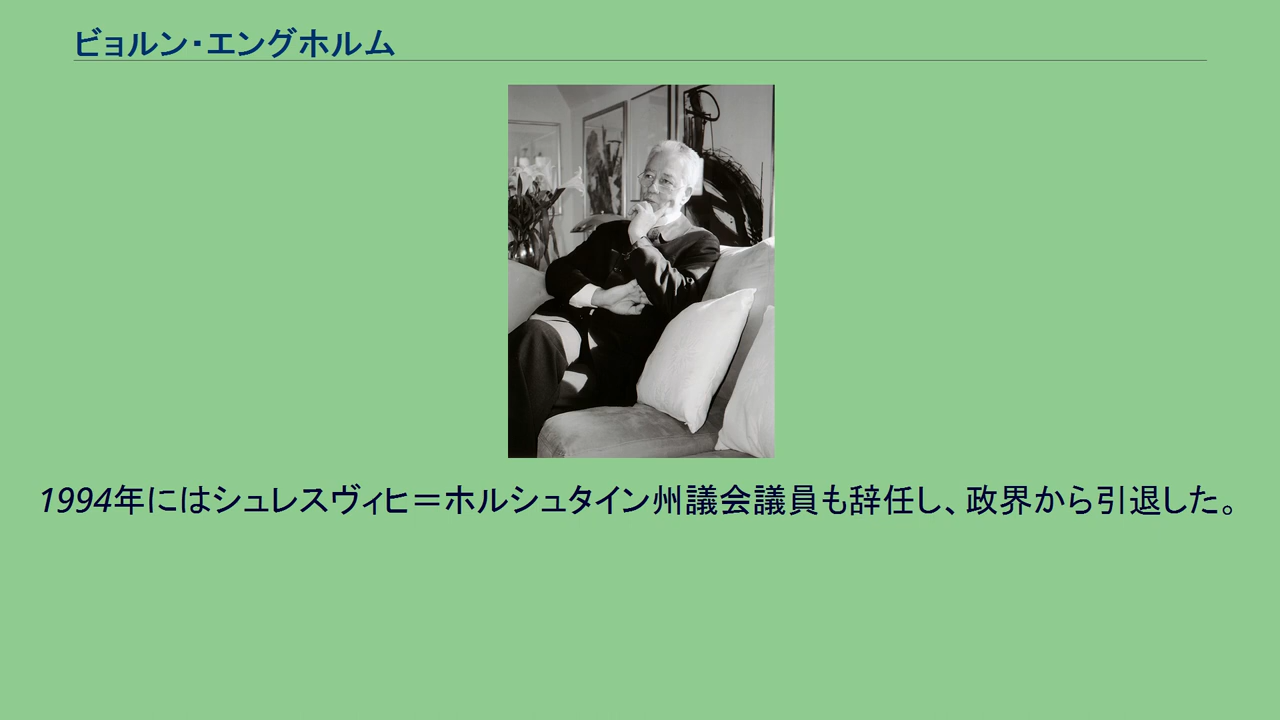 ビョルン・エングホルム
1994年にはシュレスヴィヒ＝ホルシュタイン州議会議員も辞任し、政界から引退した。